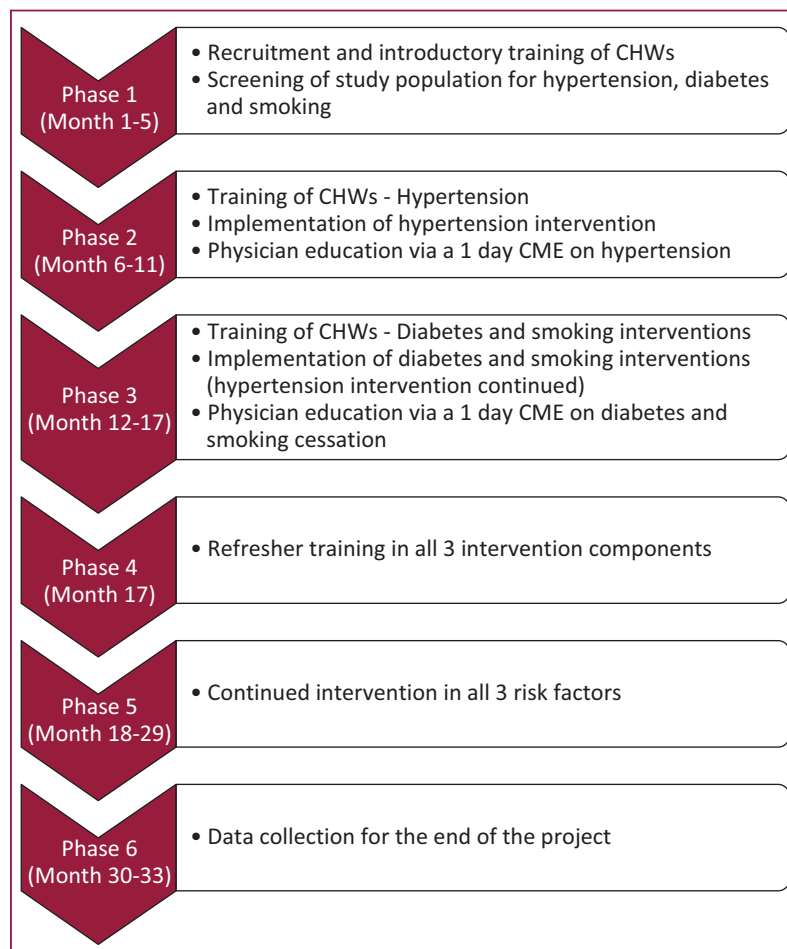 Phase 1
(Month 1-5)
• Recruitment and introductory training of CHWs
• Screening of study population for hypertension, diabetes
and smoking
Phase 2
(Month 6-11)
• Training of CHWs - Hypertension
• Implementation of hypertension intervention
• Physician education via a 1 day CME on hypertension
Phase 3
(Month 12-17)
• Training of CHWs - Diabetes and smoking interventions
• Implementation of diabetes and smoking interventions
(hypertension intervention continued)
• Physician education via a 1 day CME on diabetes and
smoking cessation
Phase 4
(Month 17)
• Refresher training in all 3 intervention components
Phase 5
(Month 18-29)
• Continued intervention in all 3 risk factors
Phase 6
(Month 30-33)
• Data collection for the end of the project